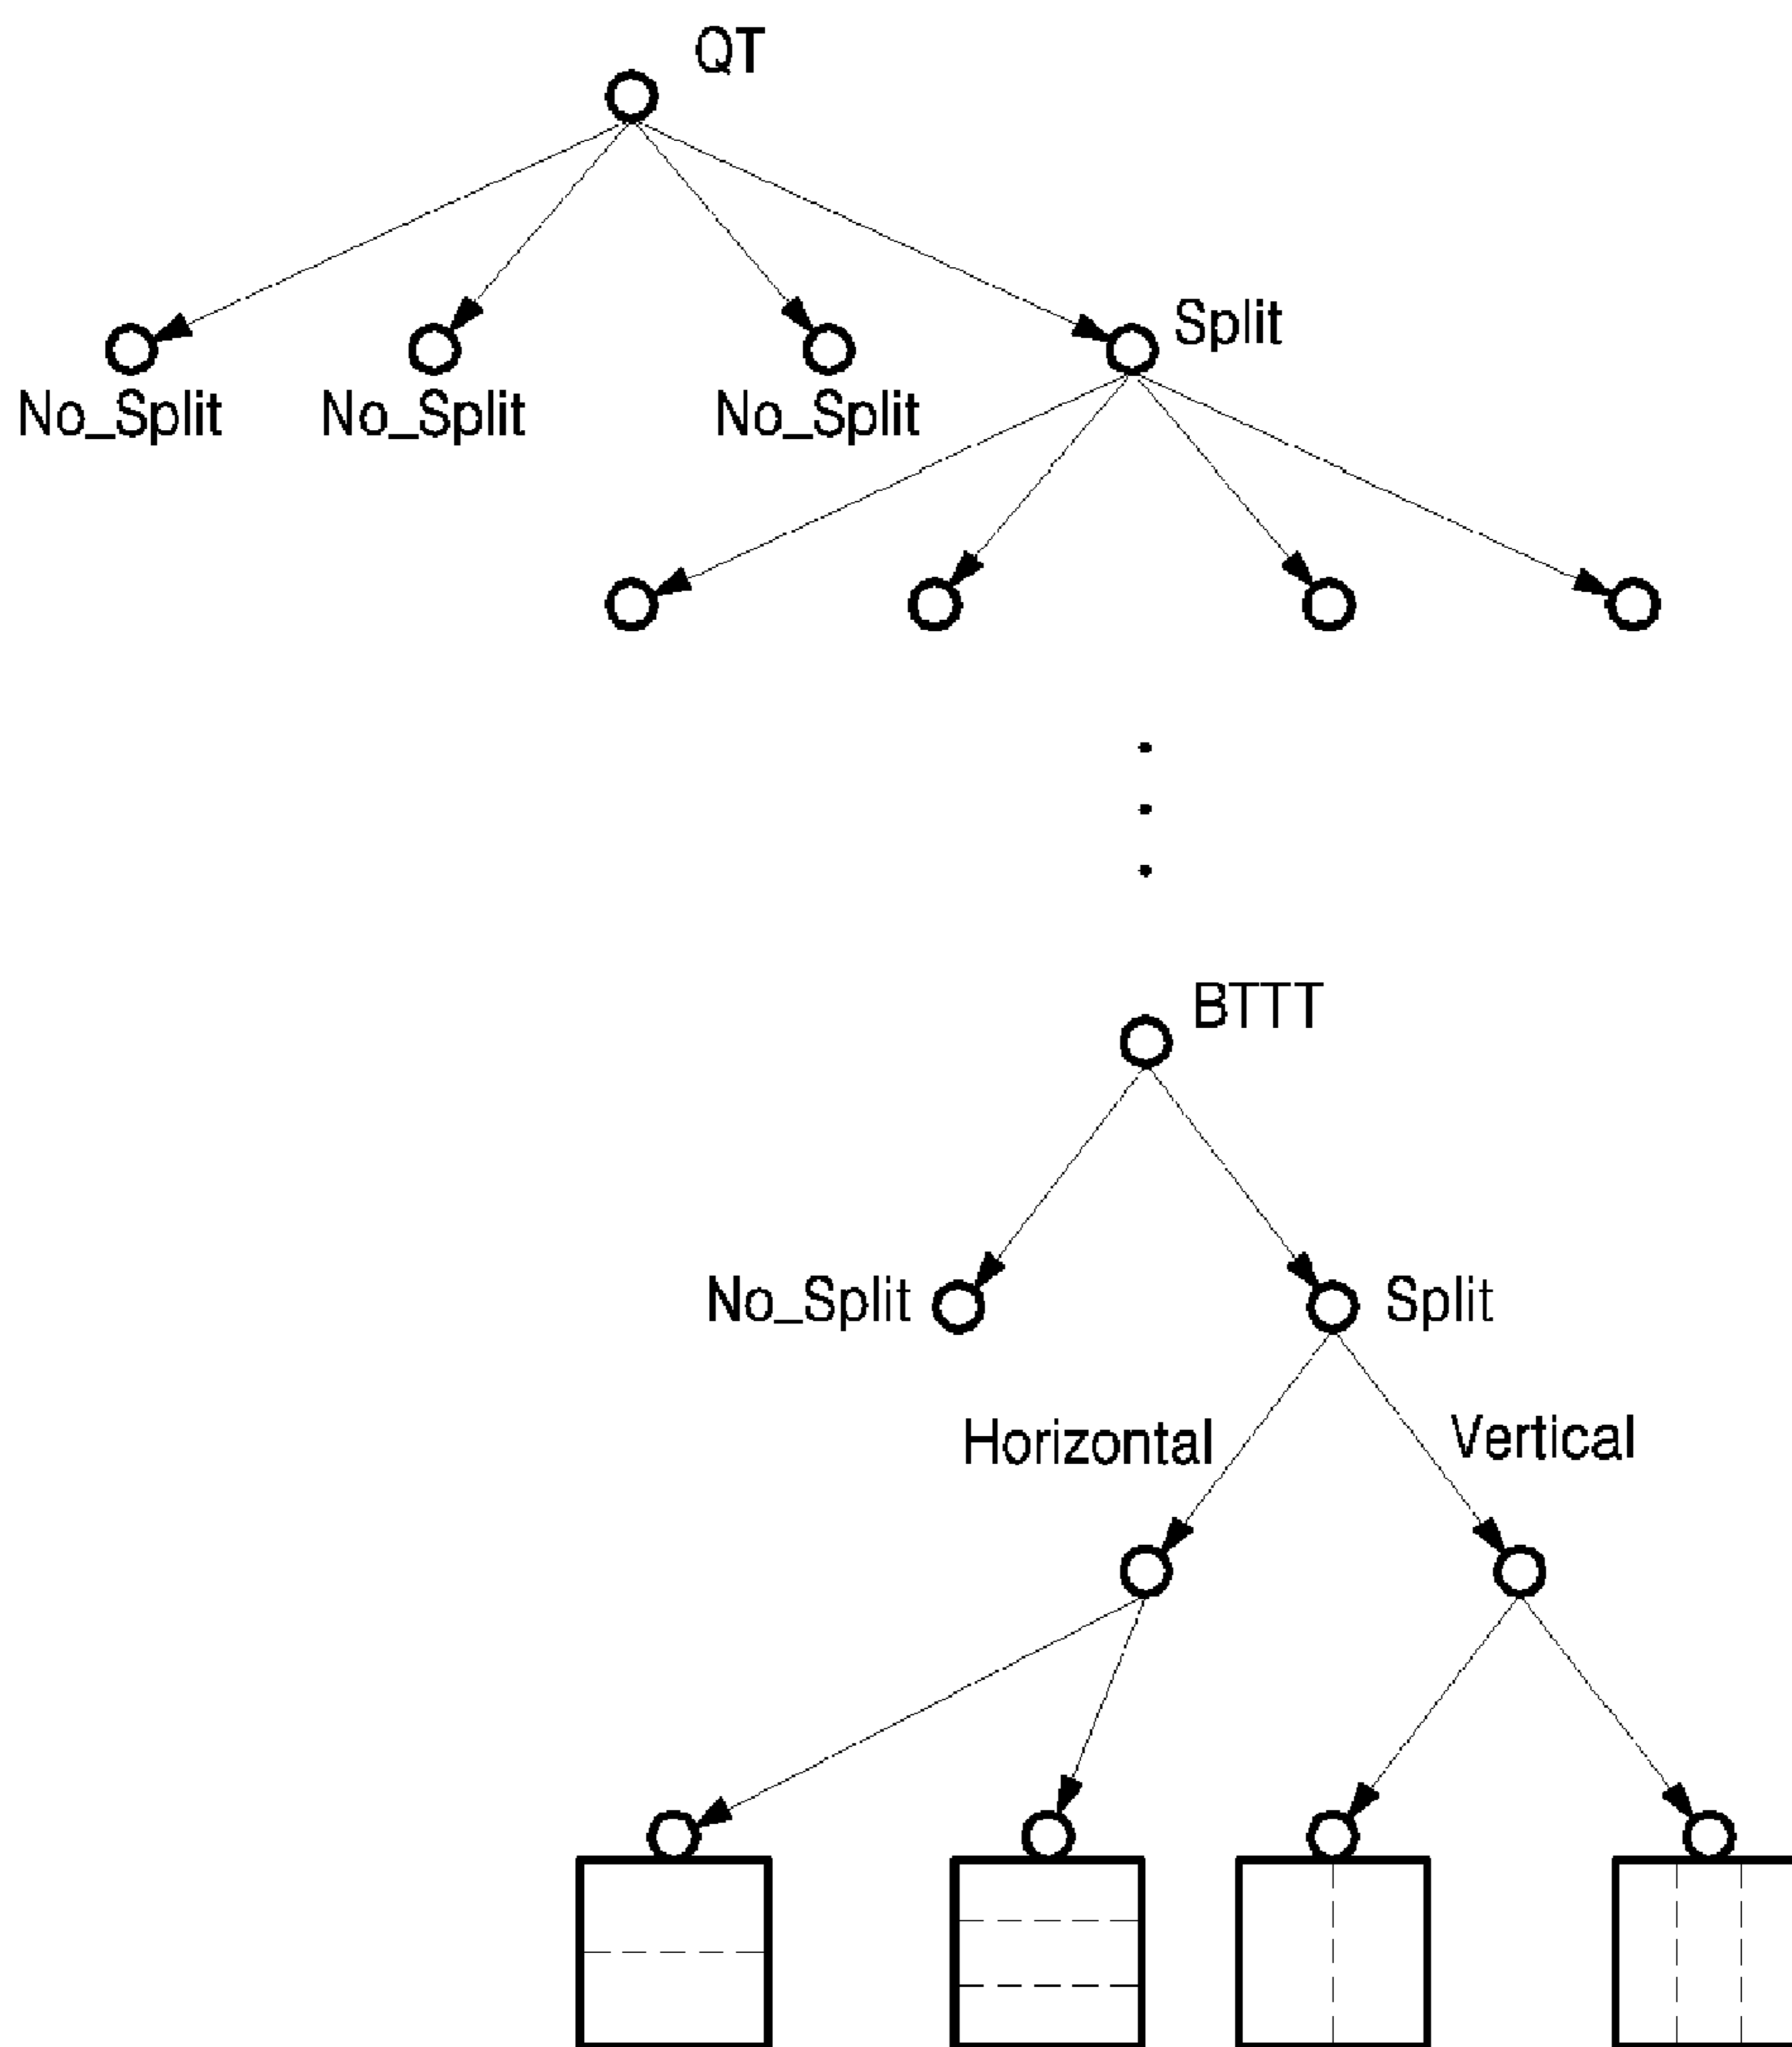 QT
Split
No_Split No_Split No_Split
BTTT
No_Split Split
Horizontal Vertical